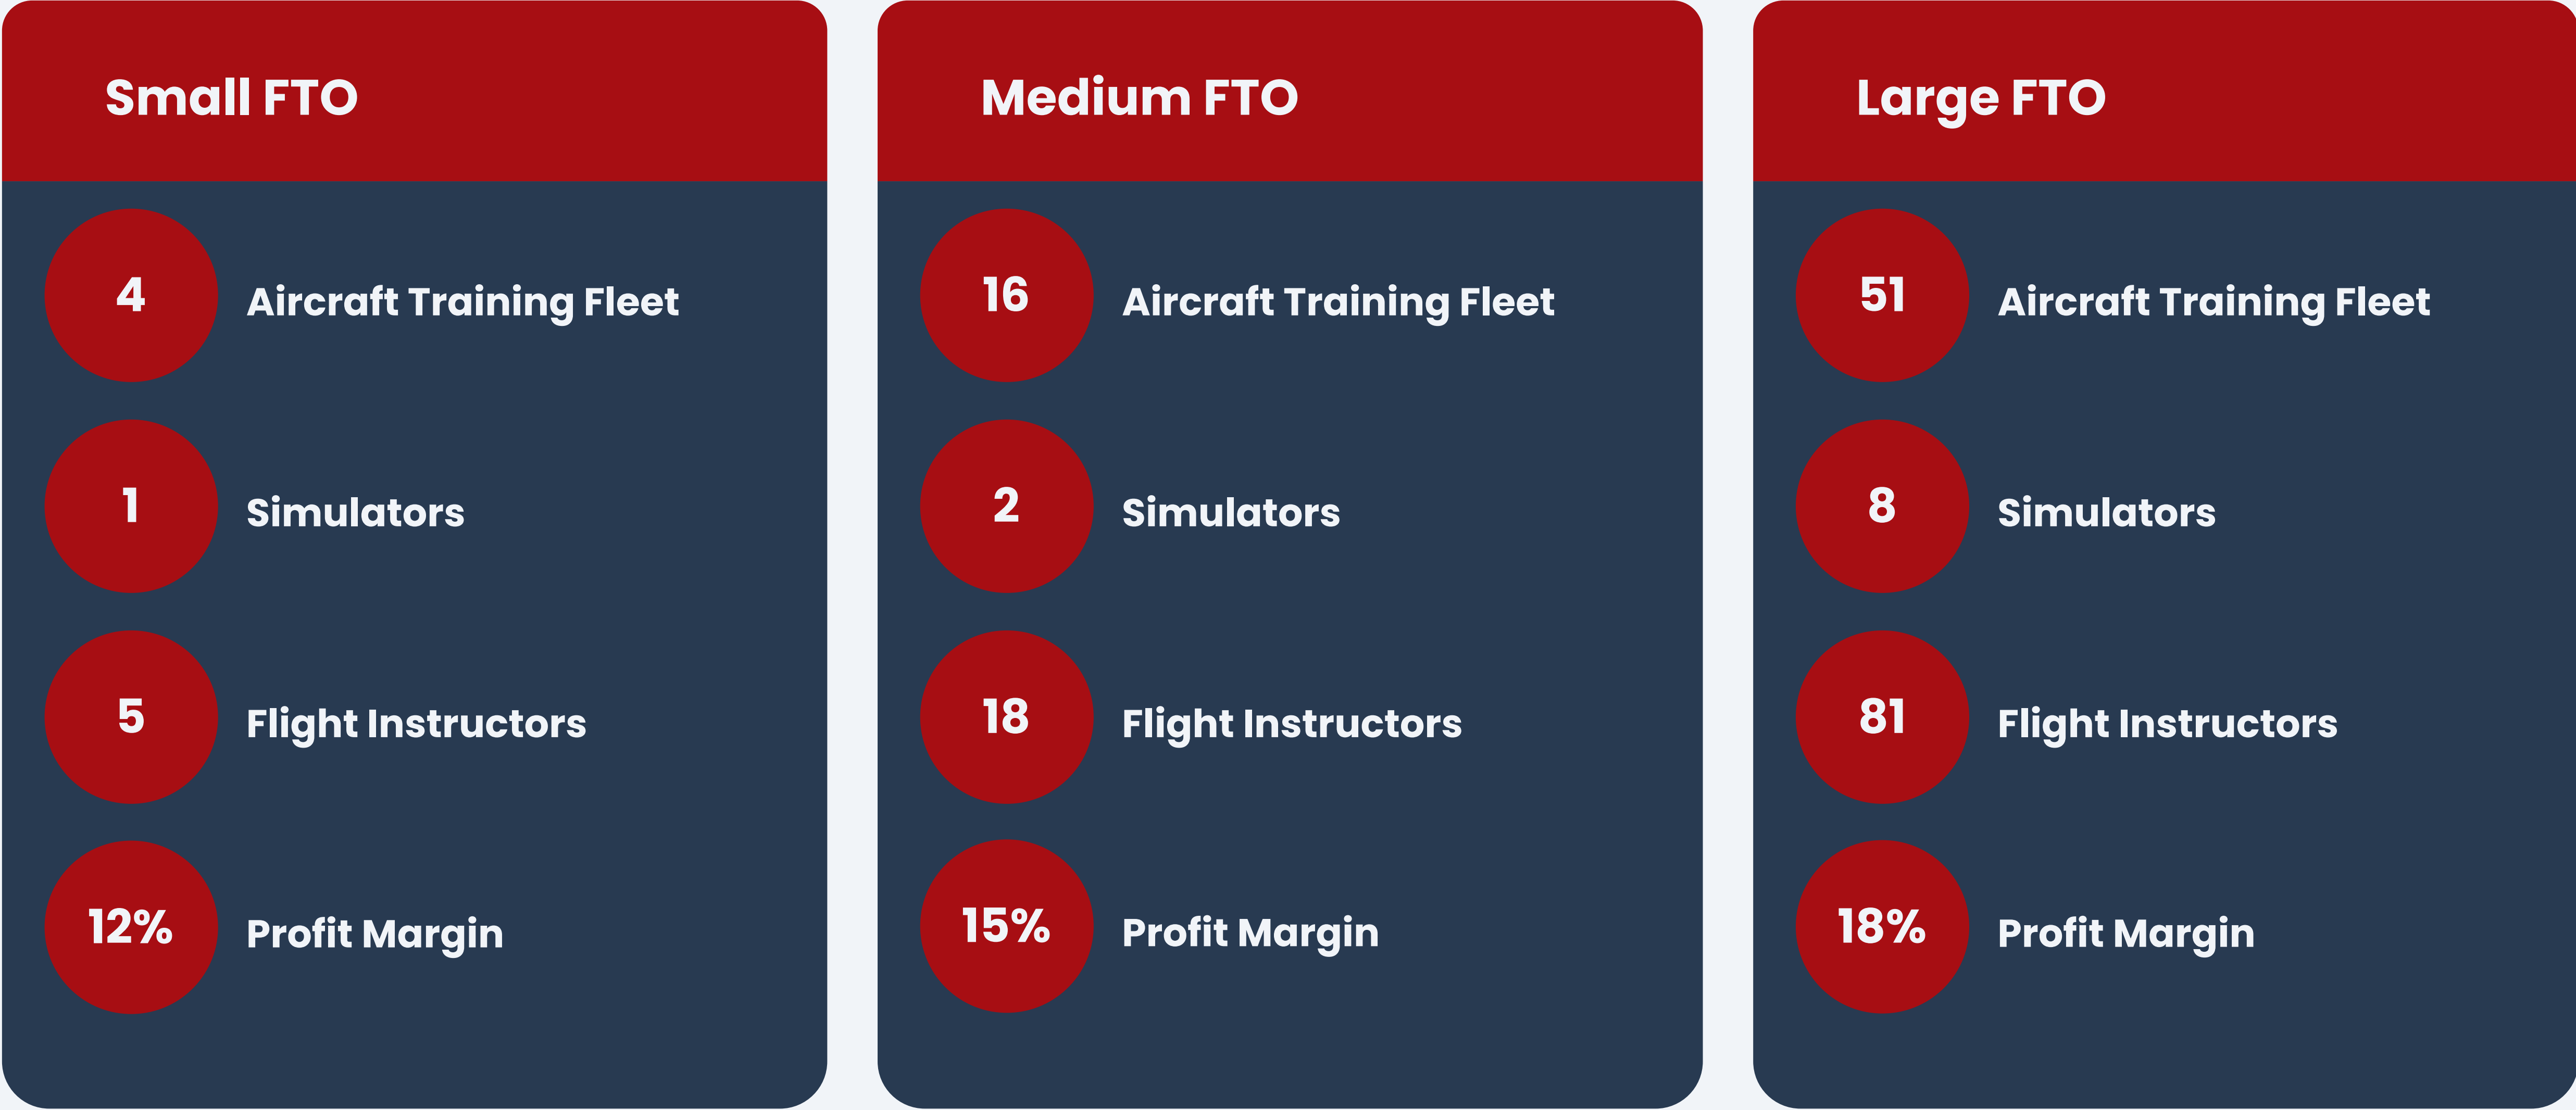 Small FTO
4
Aircraft Training Fleet
1
Simulators
5
Flight Instructors
12%
Profit Margin
Medium FTO
16
Aircraft Training Fleet
2
Simulators
18
Flight Instructors
15%
Profit Margin
Large FTO
51
Aircraft Training Fleet
8
Simulators
81
Flight Instructors
18%
Profit Margin